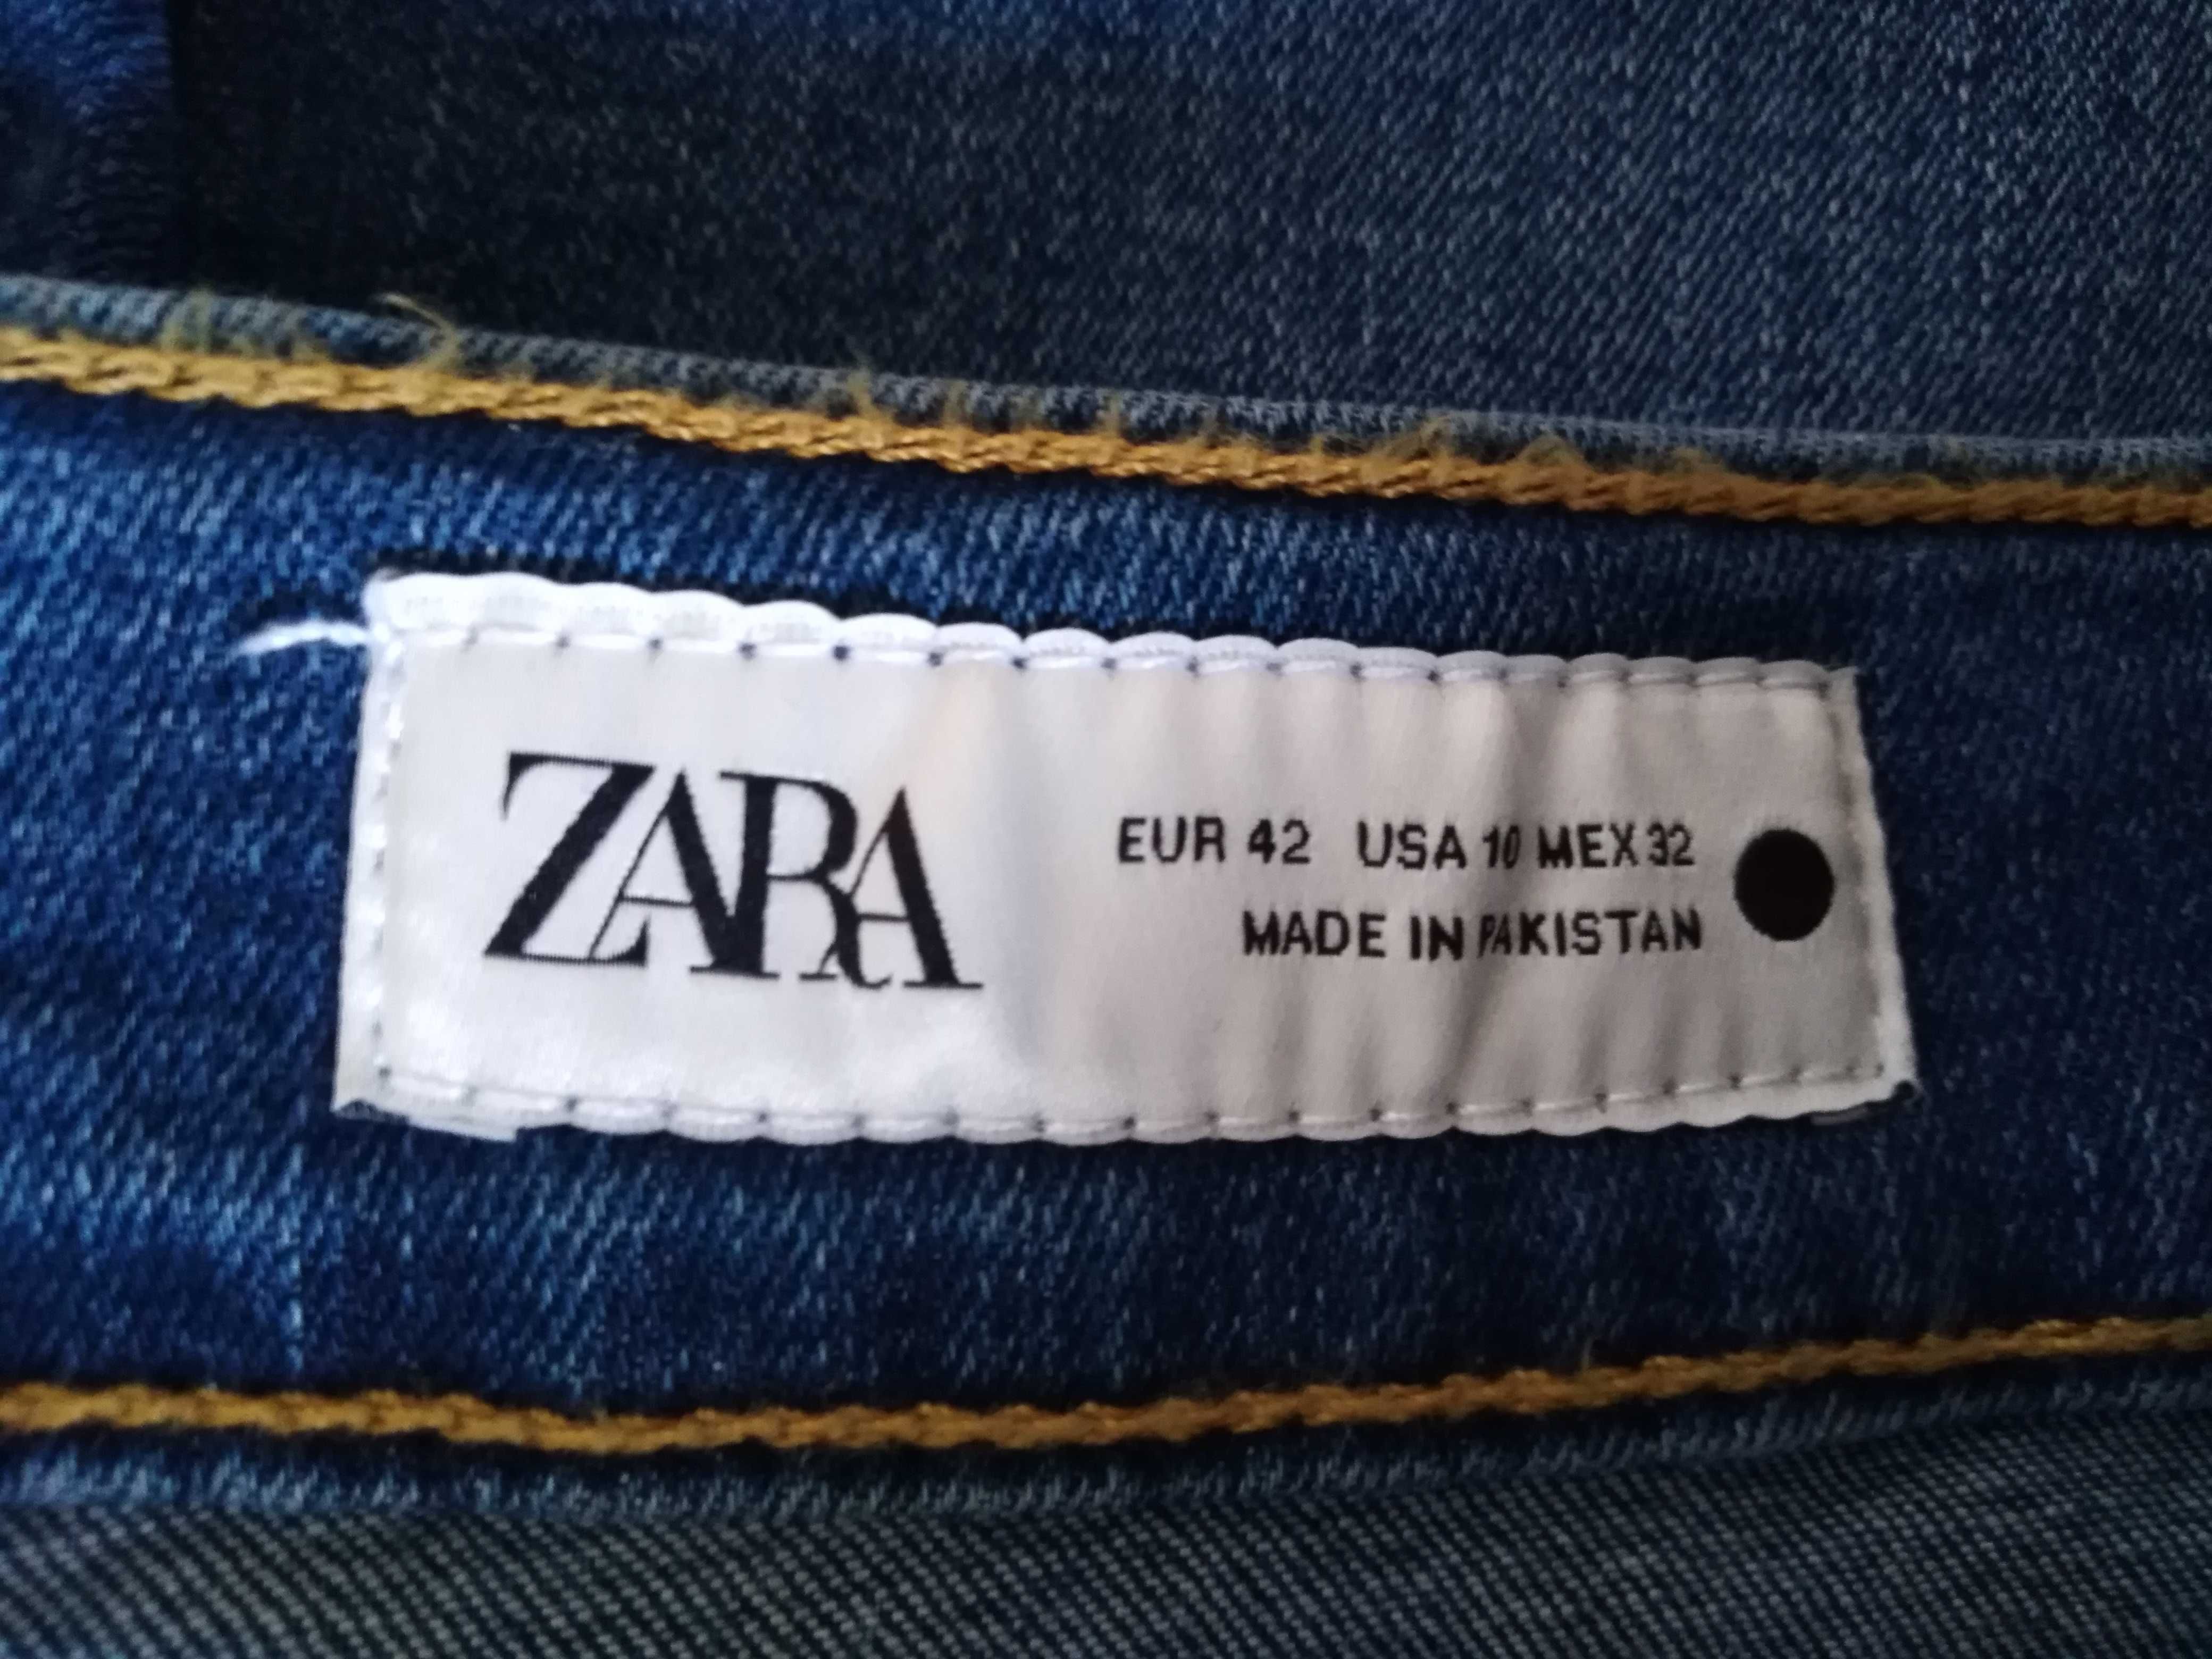 ZARA
EUR 42 USA 10 MEX 32
MADE IN PAKISTAN